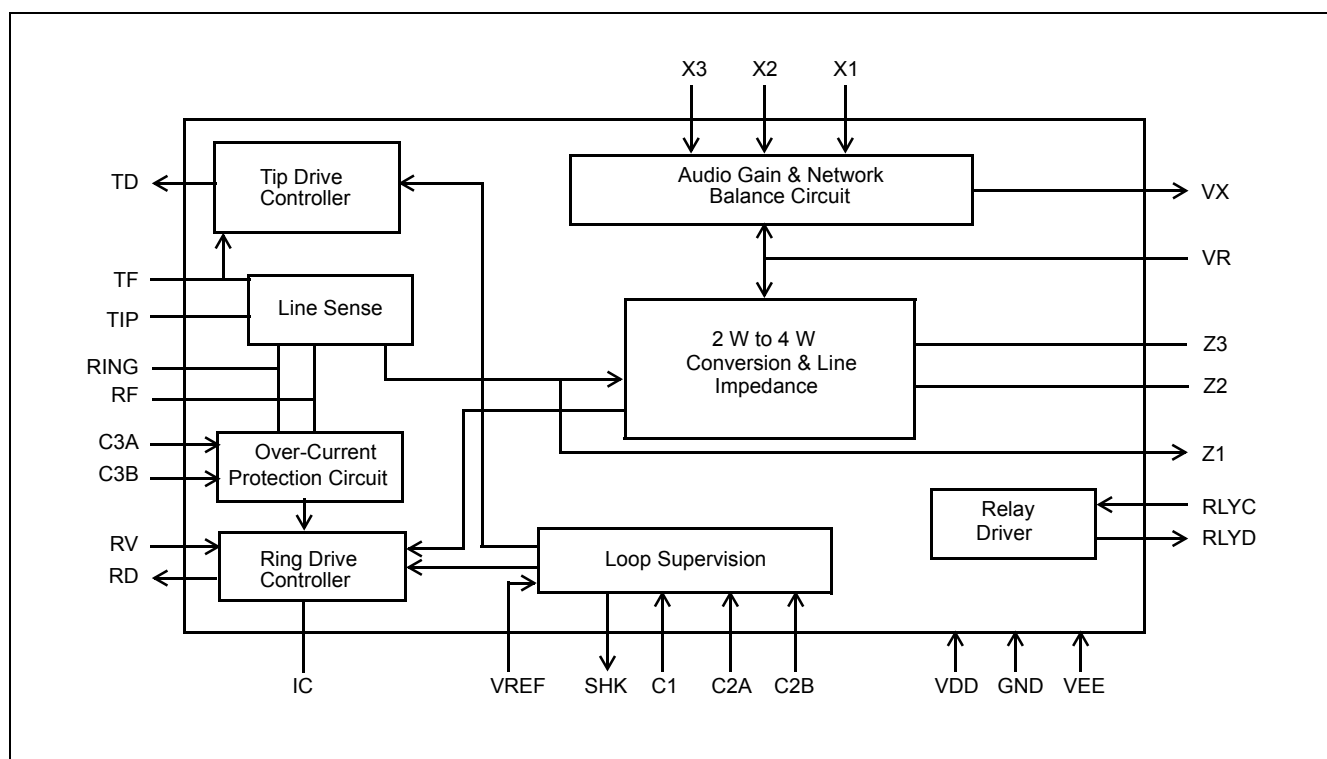 X3 X2 X1
TD
Tip Drive
Controller
Audio Gain & Network
Balance Circuit
VX
VR
TF
TIP
Line Sense
2 W to 4 W
Conversion & Line
Impedance
Z3
Z2
RING
RF
C3A
C3B
Over-Current
Protection Circuit
Z1
Relay
Driver
RLYC
RLYD
RV
RD
Ring Drive
Controller
Loop Supervision
IC VREF SHK C1 C2A C2B VDD GND VEE